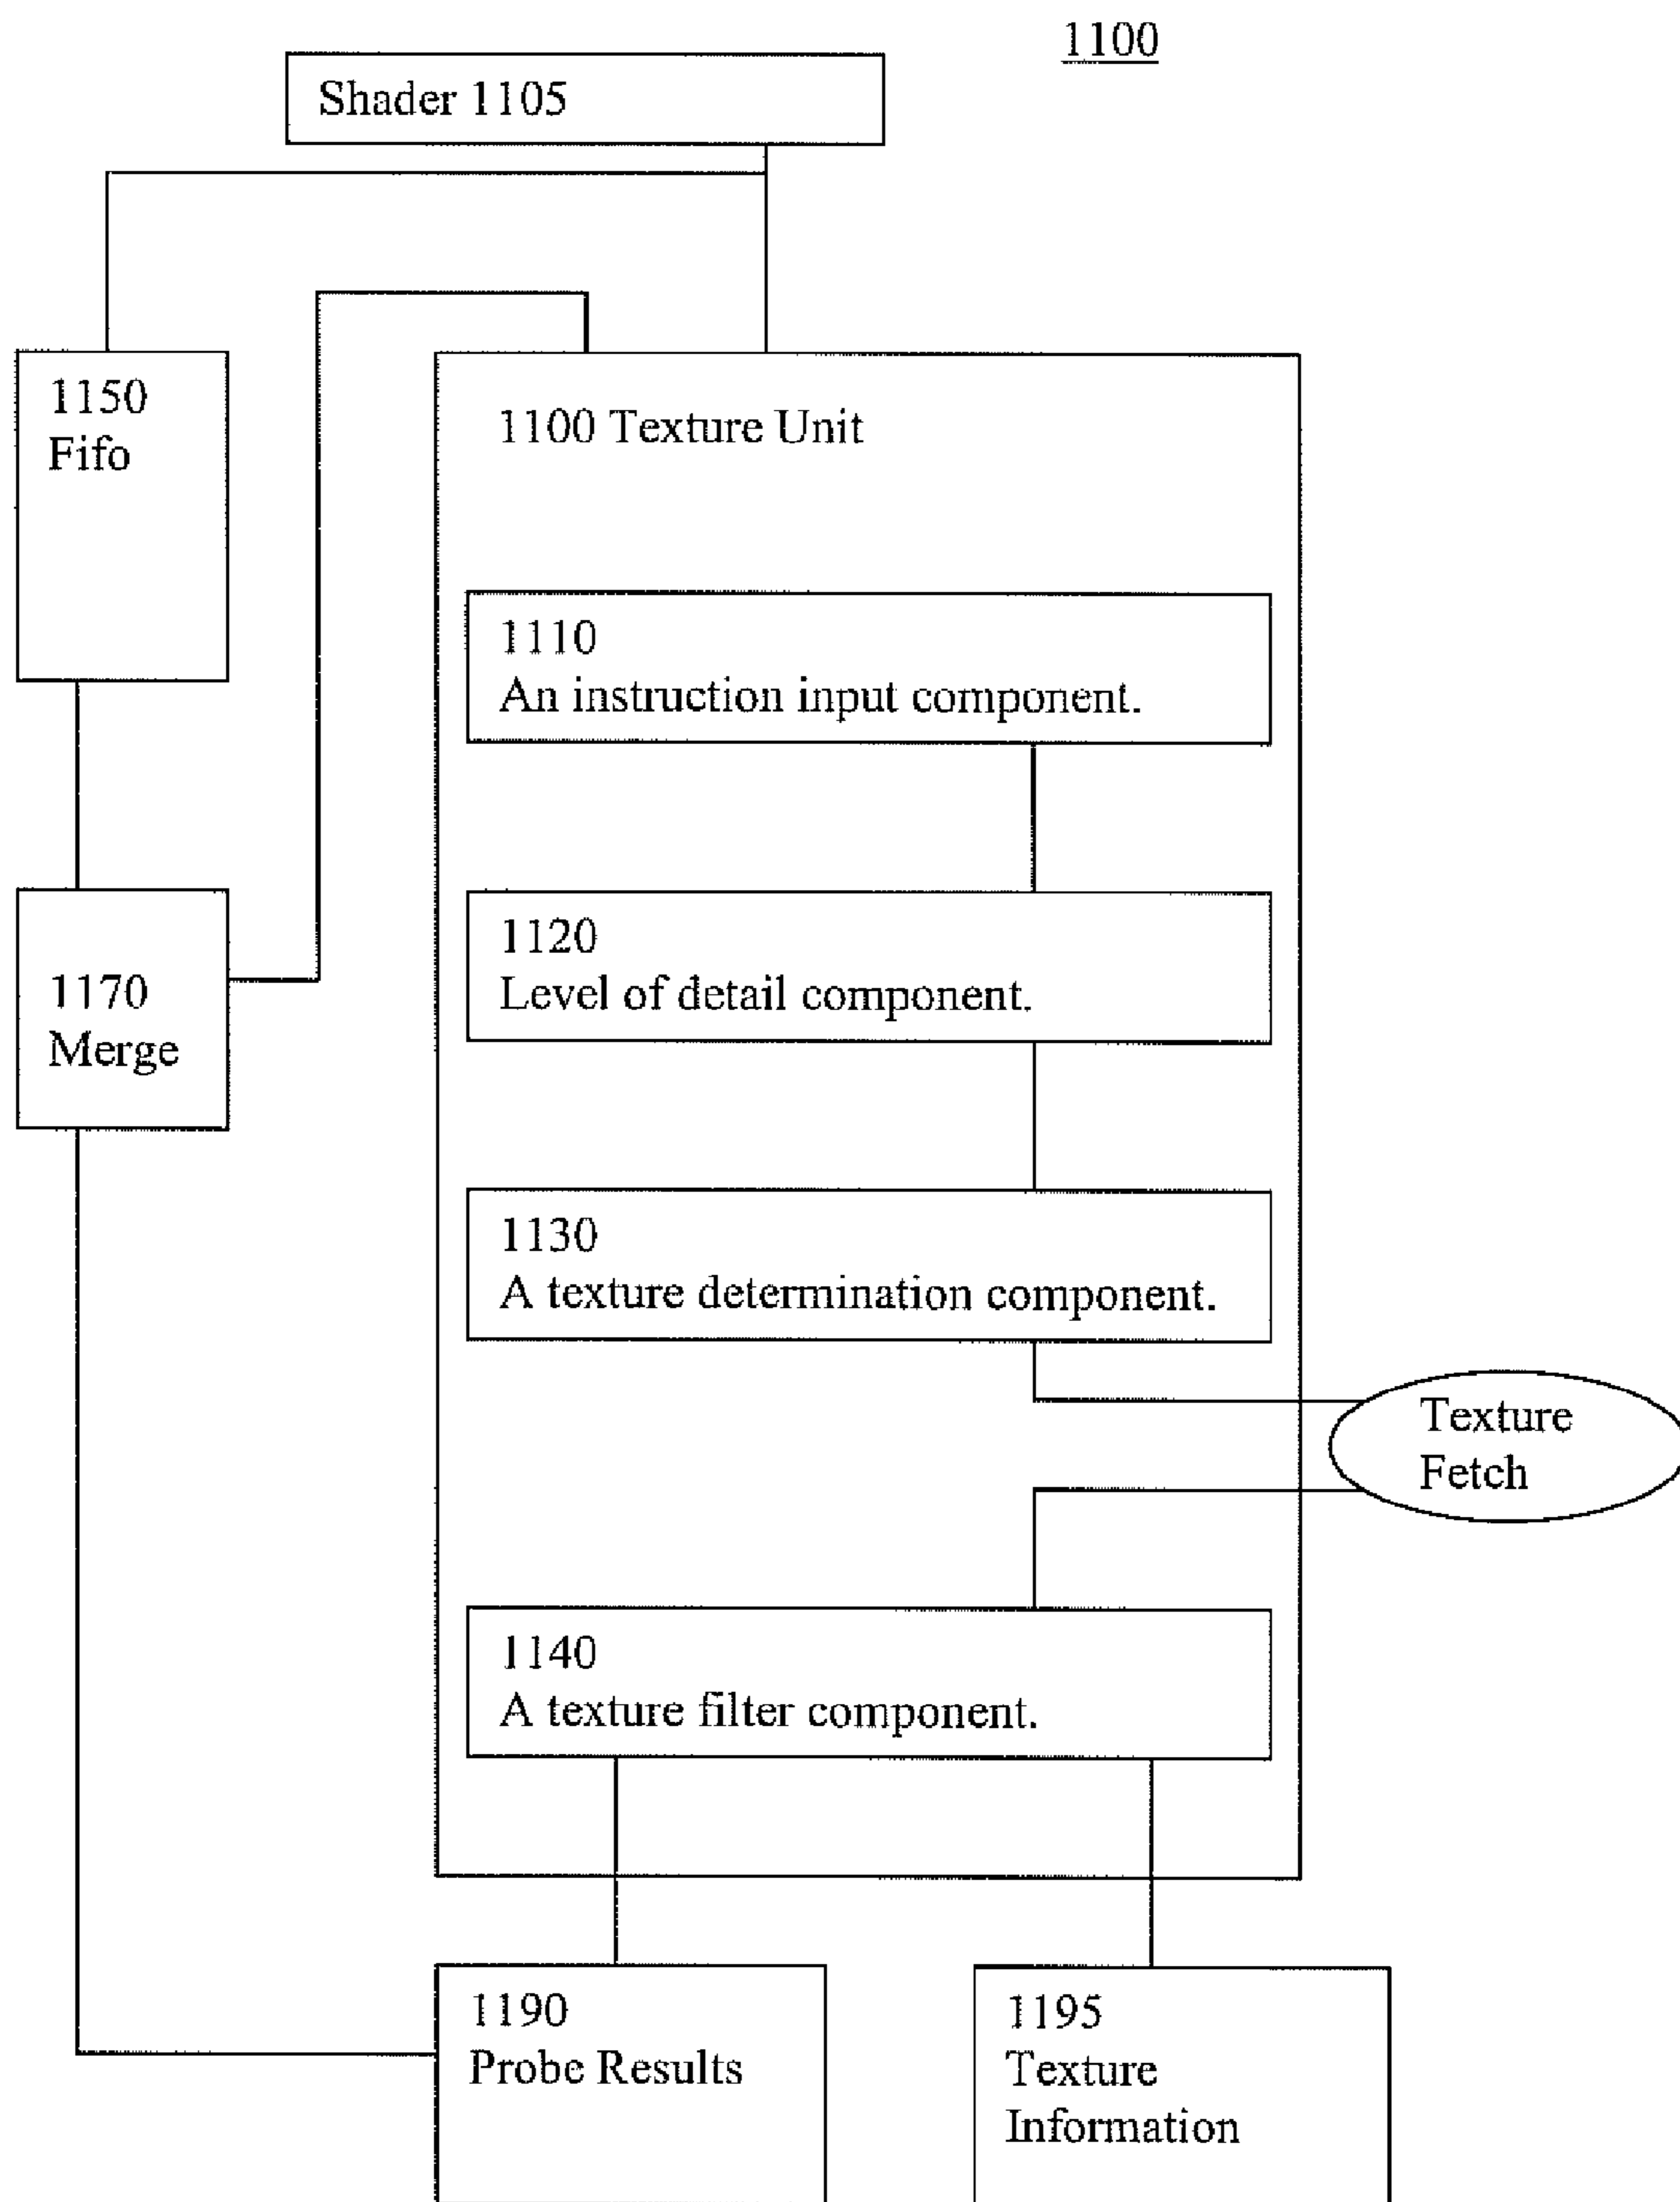 1100
Shader 1105
1150
Fifo
1100 Texture Unit
1110
An instruction input component.
1120
Level of detail component.
1170
Merge
1130
A texture determination component.
Texture
Fetch
1140
A texture filter component.
1190
Probe Results
1195
Texture
Information